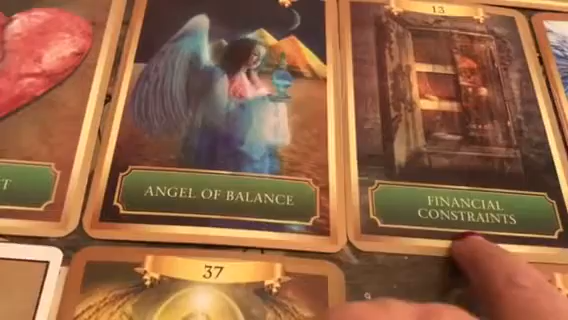 13
T
ANGEL OF BALANCE
FINANCIAL
CONSTRAINTS
37